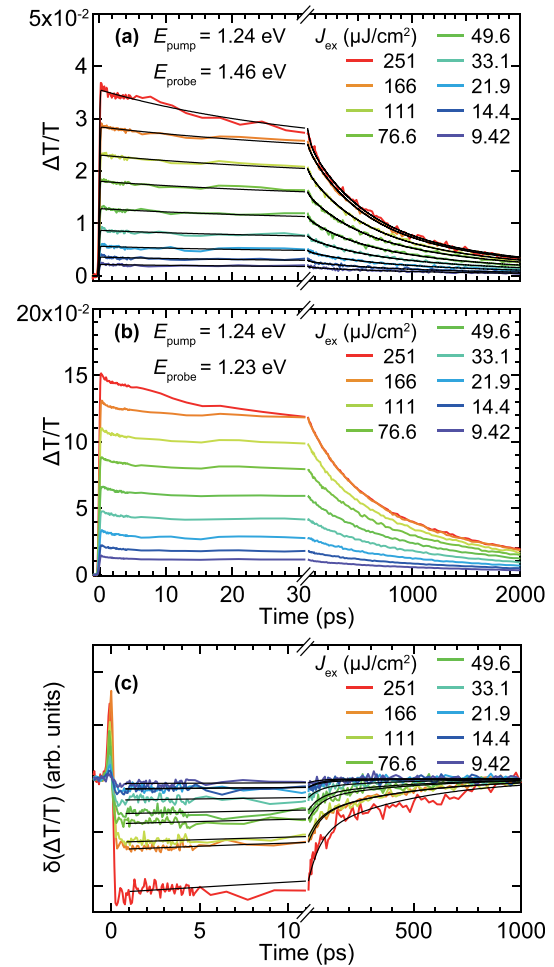 5x10⁻²
(a) E_pump = 1.24 eV
E_probe = 1.46 eV
J_ex (μJ/cm²)
251
166
111
76.6
49.6
33.1
21.9
14.4
9.42
ΔT/T
4
3
2
1
0
20x10⁻²
(b) E_pump = 1.24 eV
E_probe = 1.23 eV
J_ex (μJ/cm²)
251
166
111
76.6
49.6
33.1
21.9
14.4
9.42
ΔT/T
15
10
5
0
0 10 20 30 1000 2000
Time (ps)
(c)
J_ex (μJ/cm²)
251
166
111
76.6
49.6
33.1
21.9
14.4
9.42
δ(ΔT/T) (arb. units)
0 5 10 500 1000
Time (ps)